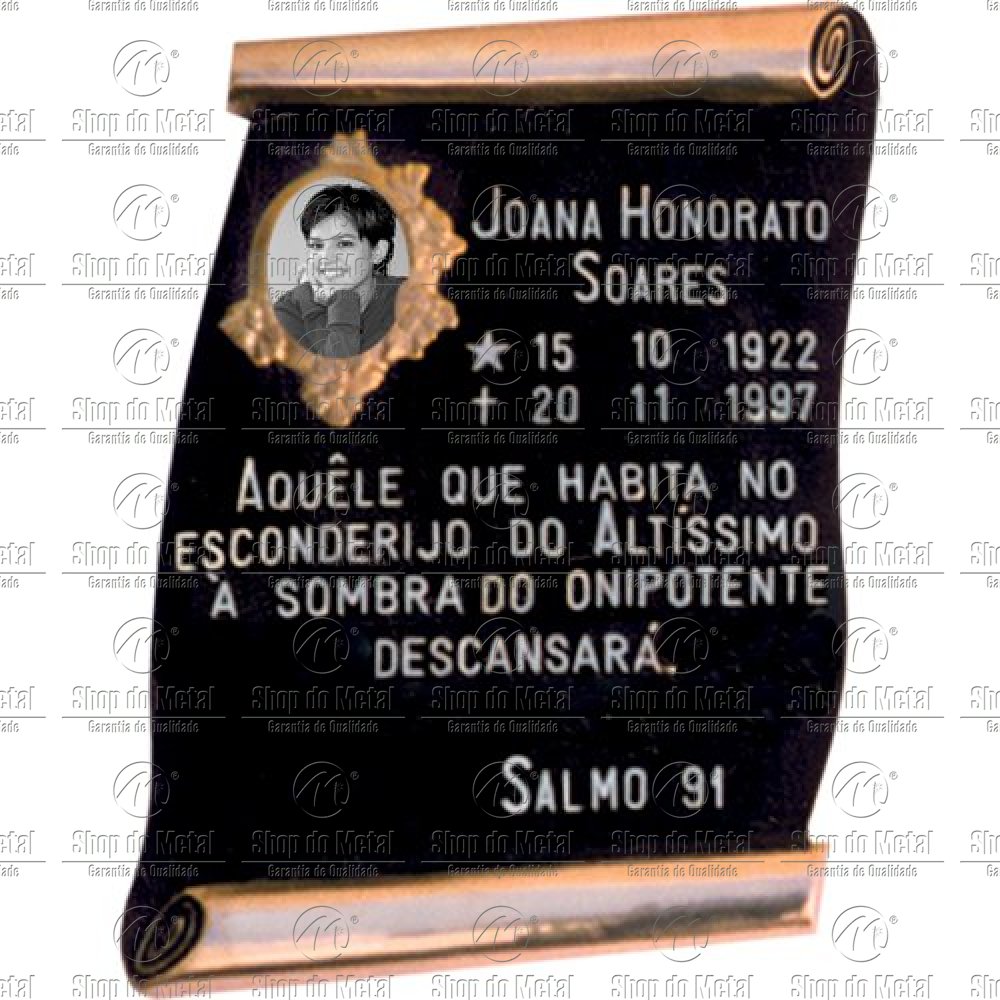 JOANA HONORATO
SOARES
★ 15 10 1922
✝ 20 11 1997
AQUÊLE QUE HABITA NO
ESCONDERIJO DO ALTÍSSIMO
À SOMBRA DO ONIPOTENTE
DESCANSARÁ.
SALMO 91
Shop do Metal
Garantia de Qualidade